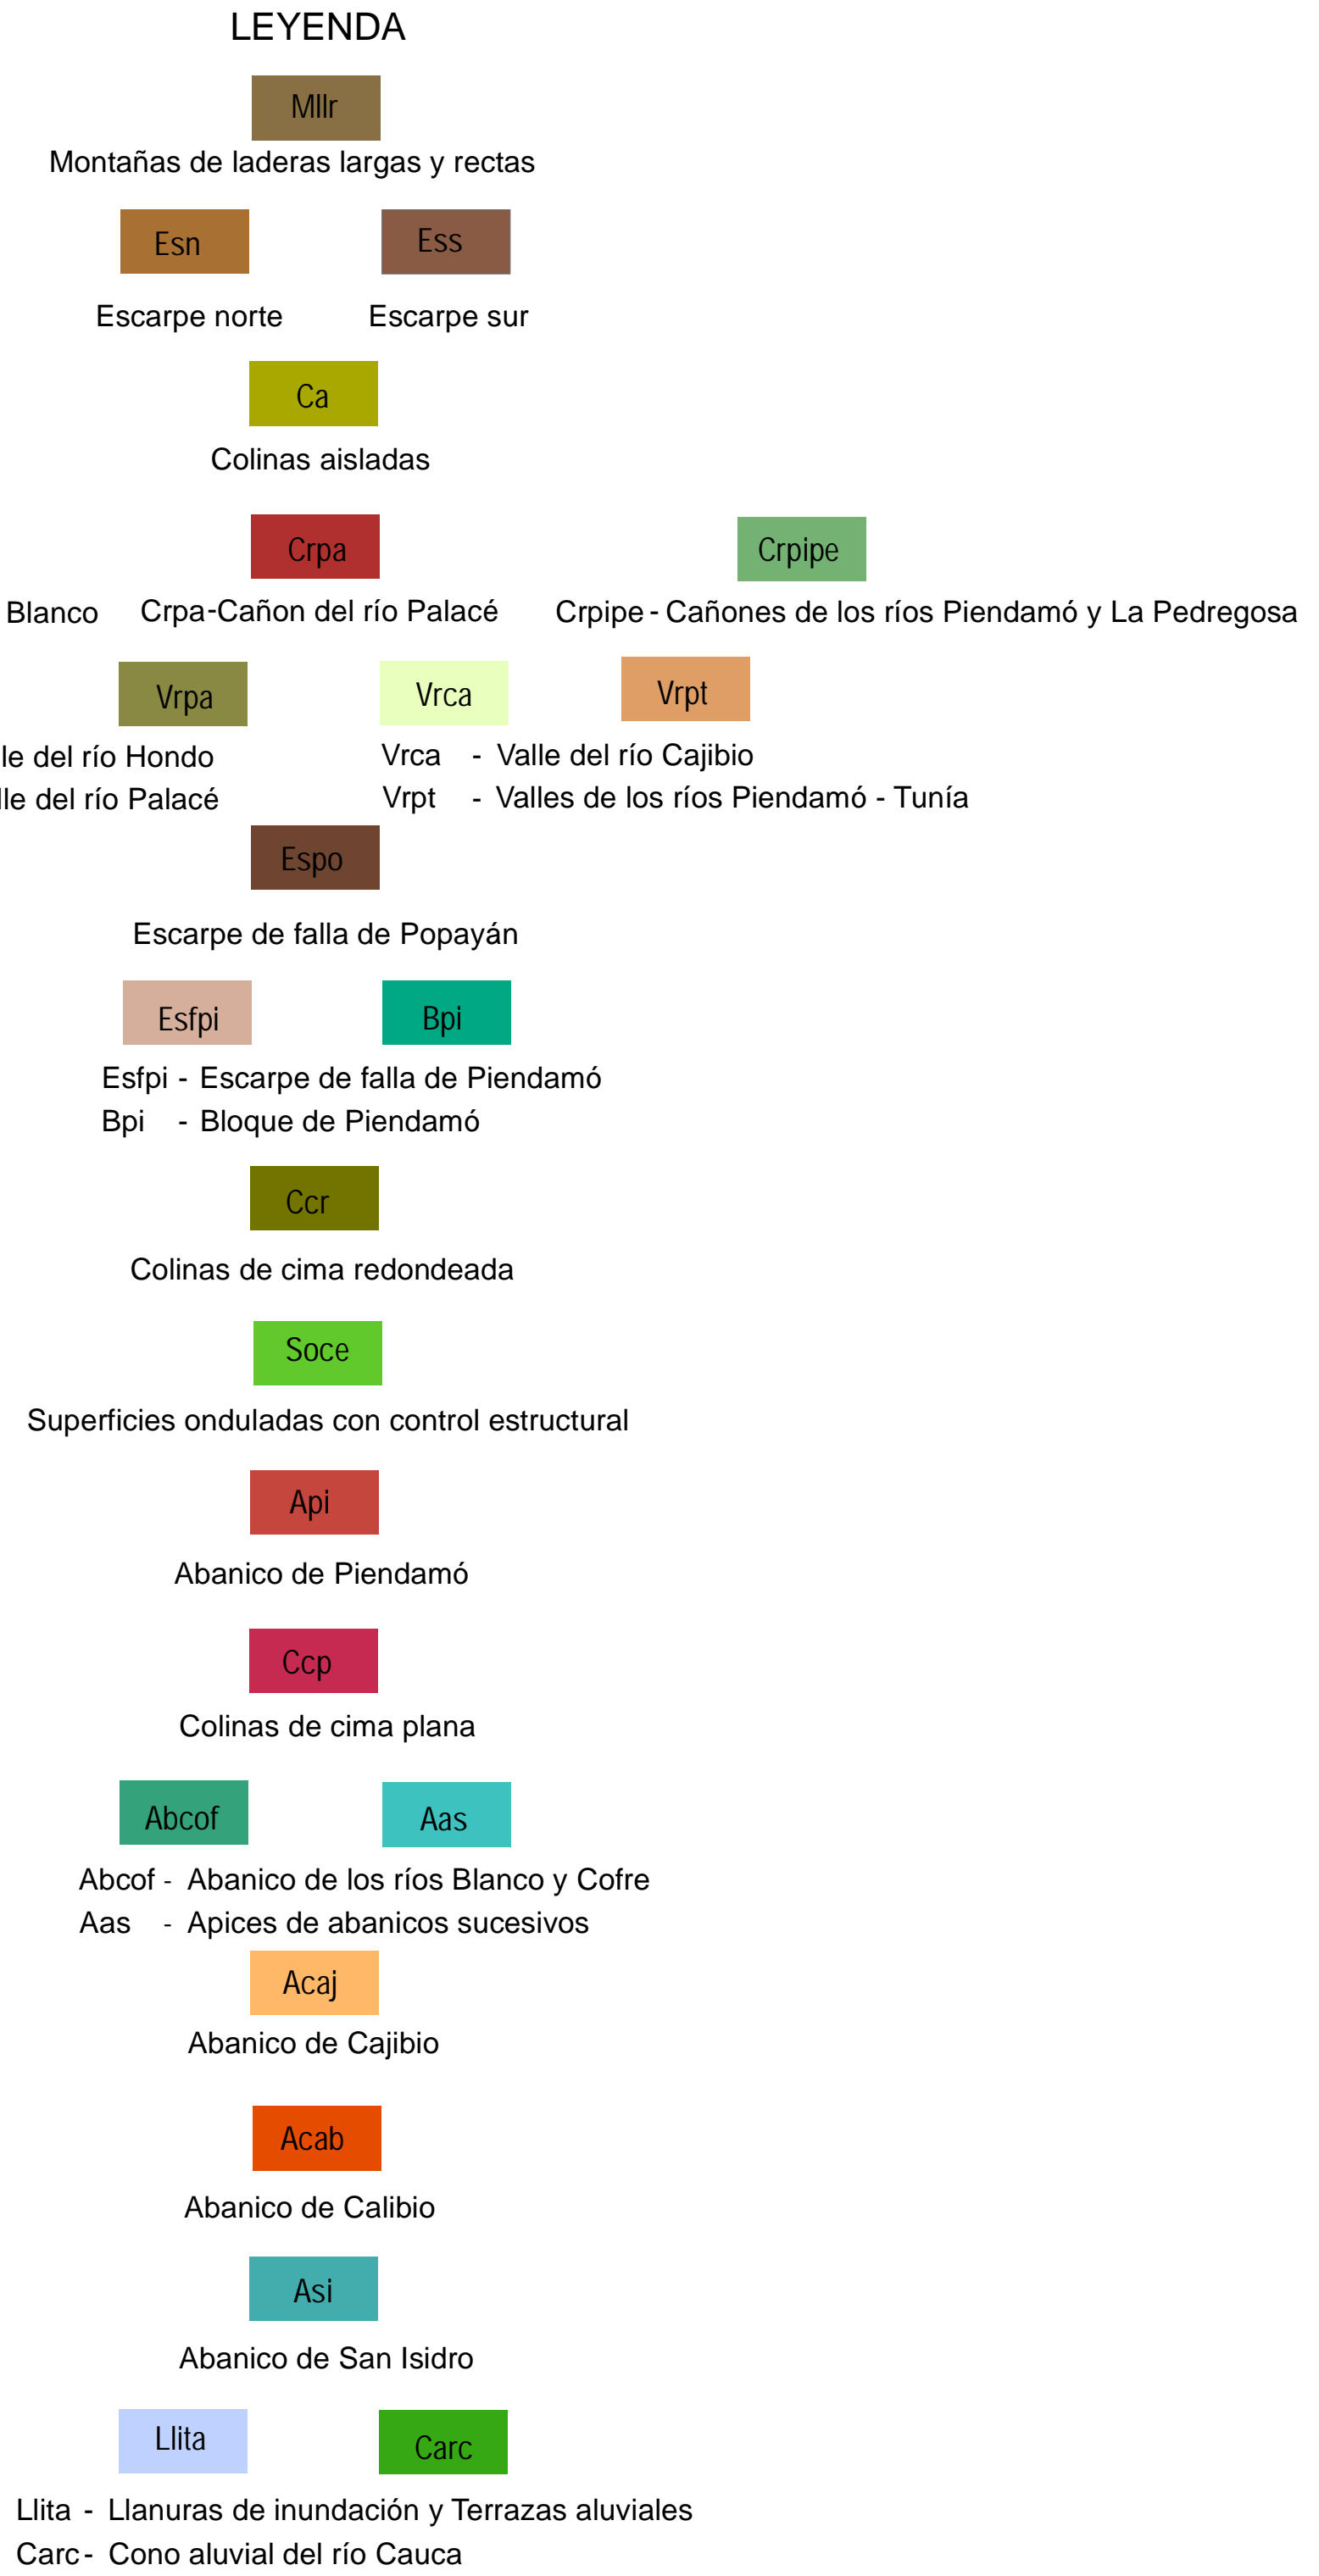 LEYENDA
Mllr
Montañas de laderas largas y rectas
Esn Ess
Escarpe norte Escarpe sur
Ca
Colinas aisladas
Crpa Crpipe
Blanco Crpa-Cañon del río Palacé Crpipe - Cañones de los ríos Piendamó y La Pedregosa
Vrpa Vrca Vrpt
le del río Hondo Vrca - Valle del río Cajibio
lle del río Palacé Vrpt - Valles de los ríos Piendamó - Tunía
Espo
Escarpe de falla de Popayán
Esfpi Bpi
Esfpi - Escarpe de falla de Piendamó
Bpi - Bloque de Piendamó
Ccr
Colinas de cima redondeada
Soce
Superficies onduladas con control estructural
Api
Abanico de Piendamó
Ccp
Colinas de cima plana
Abcof Aas
Abcof - Abanico de los ríos Blanco y Cofre
Aas - Apices de abanicos sucesivos
Acaj
Abanico de Cajibio
Acab
Abanico de Calibio
Asi
Abanico de San Isidro
Llita Carc
Llita - Llanuras de inundación y Terrazas aluviales
Carc - Cono aluvial del río Cauca